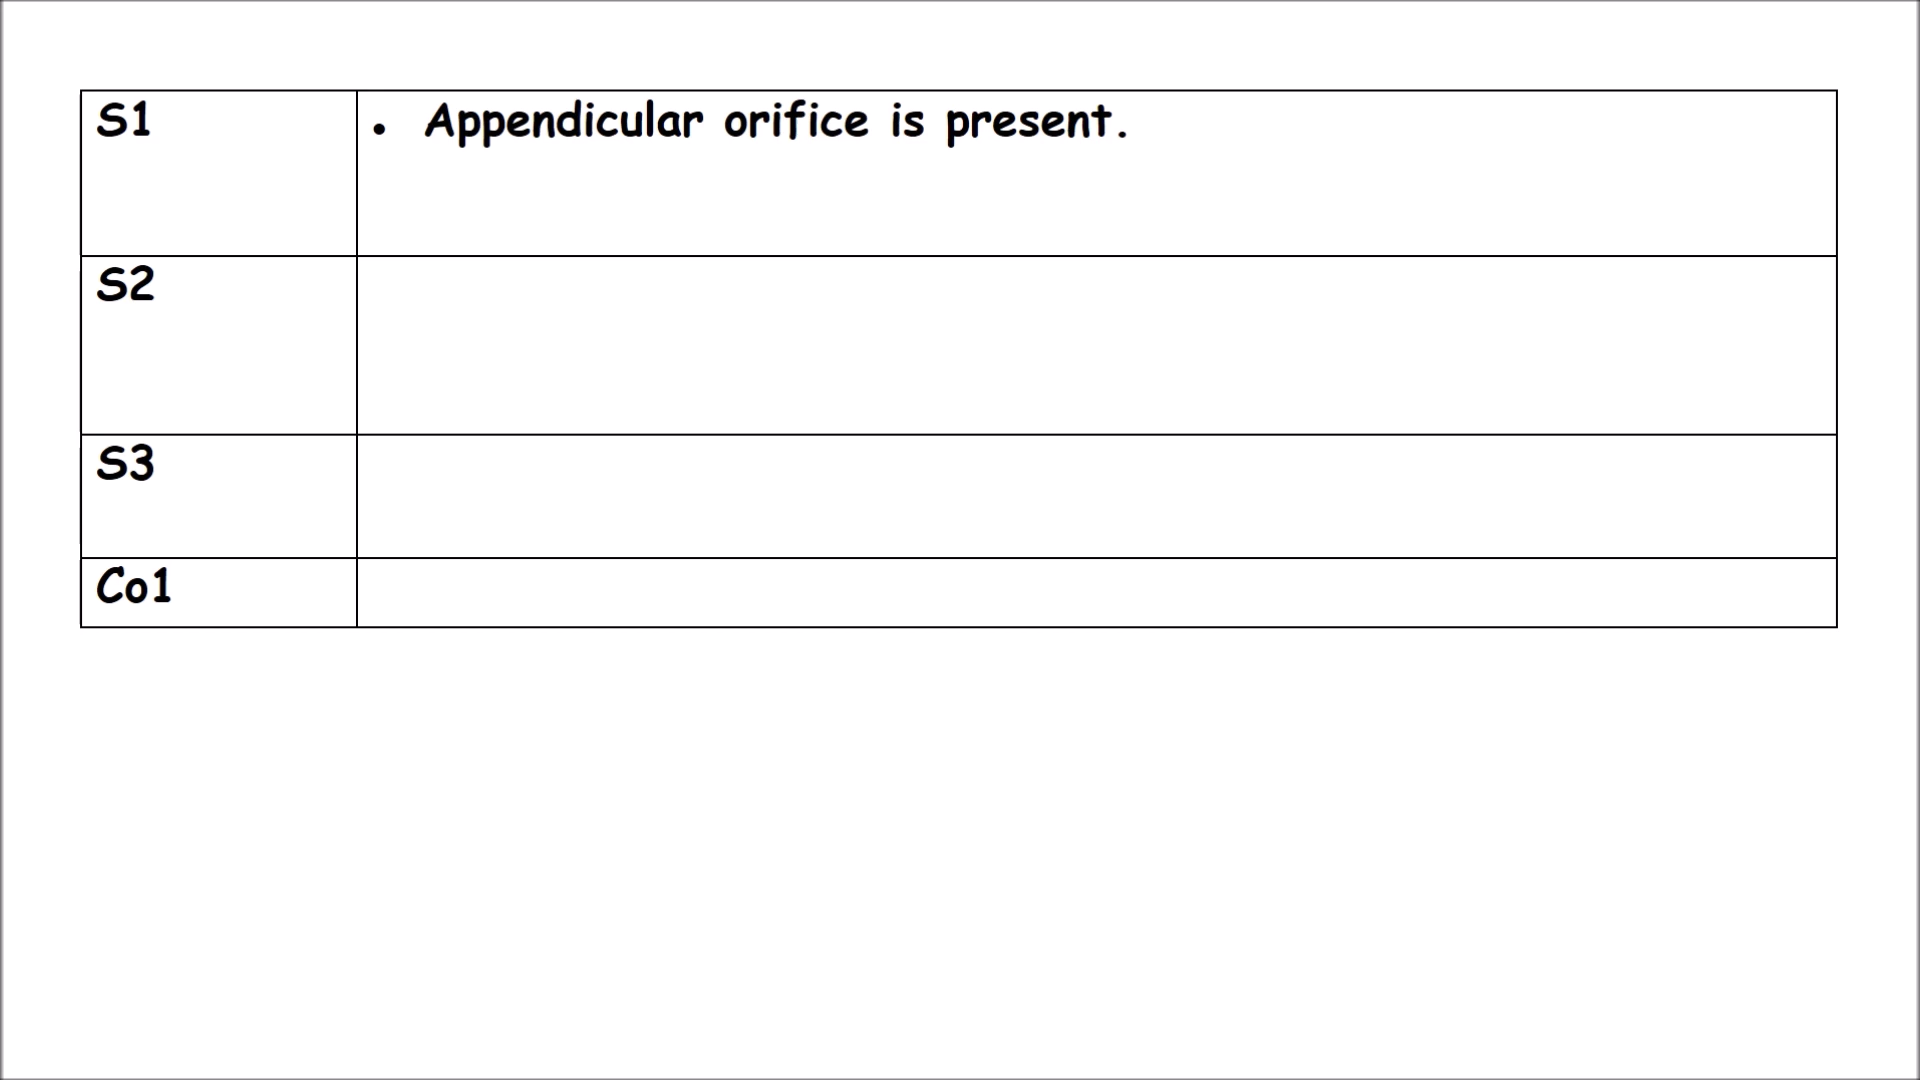 S1
• Appendicular orifice is present.
S2
S3
Co1